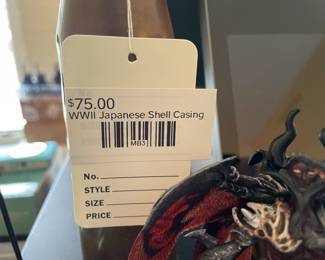 $75.00
WWII Japanese Shell Casing
MB3
No.
STYLE
SIZE
PRICE